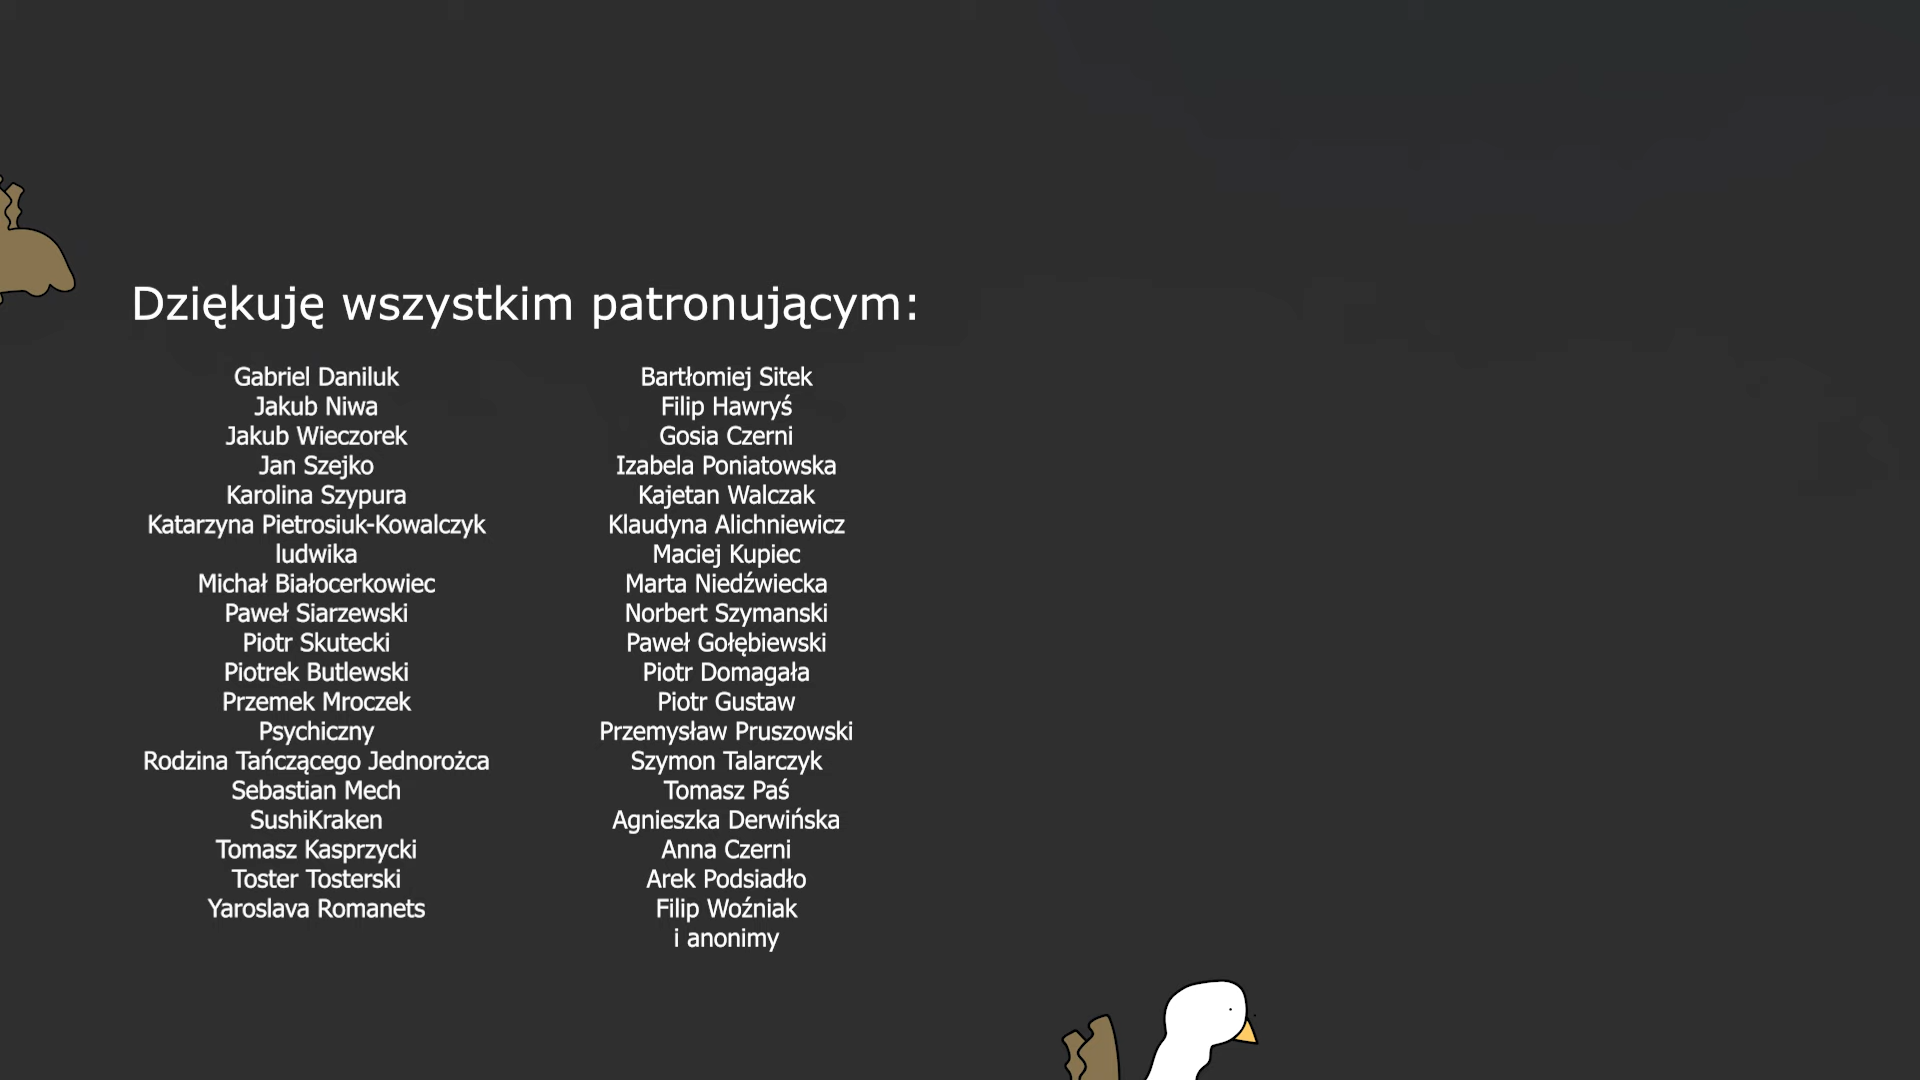 Dziękuję wszystkim patronującym:
Gabriel Daniluk
Jakub Niwa
Jakub Wieczorek
Jan Szejko
Karolina Szypura
Katarzyna Pietrosiuk-Kowalczyk
ludwika
Michał Białocerkowiec
Paweł Siarzewski
Piotr Skutecki
Piotrek Butlewski
Przemek Mroczek
Psychiczny
Rodzina Tańczącego Jednorożca
Sebastian Mech
SushiKraken
Tomasz Kasprzycki
Toster Tosterski
Yaroslava Romanets
Bartłomiej Sitek
Filip Hawryś
Gosia Czerni
Izabela Poniatowska
Kajetan Walczak
Klaudyna Alichniewicz
Maciej Kupiec
Marta Niedźwiecka
Norbert Szymanski
Paweł Gołębiewski
Piotr Domagała
Piotr Gustaw
Przemysław Pruszowski
Szymon Talarczyk
Tomasz Paś
Agnieszka Derwińska
Anna Czerni
Arek Podsiadło
Filip Woźniak
i anonimy